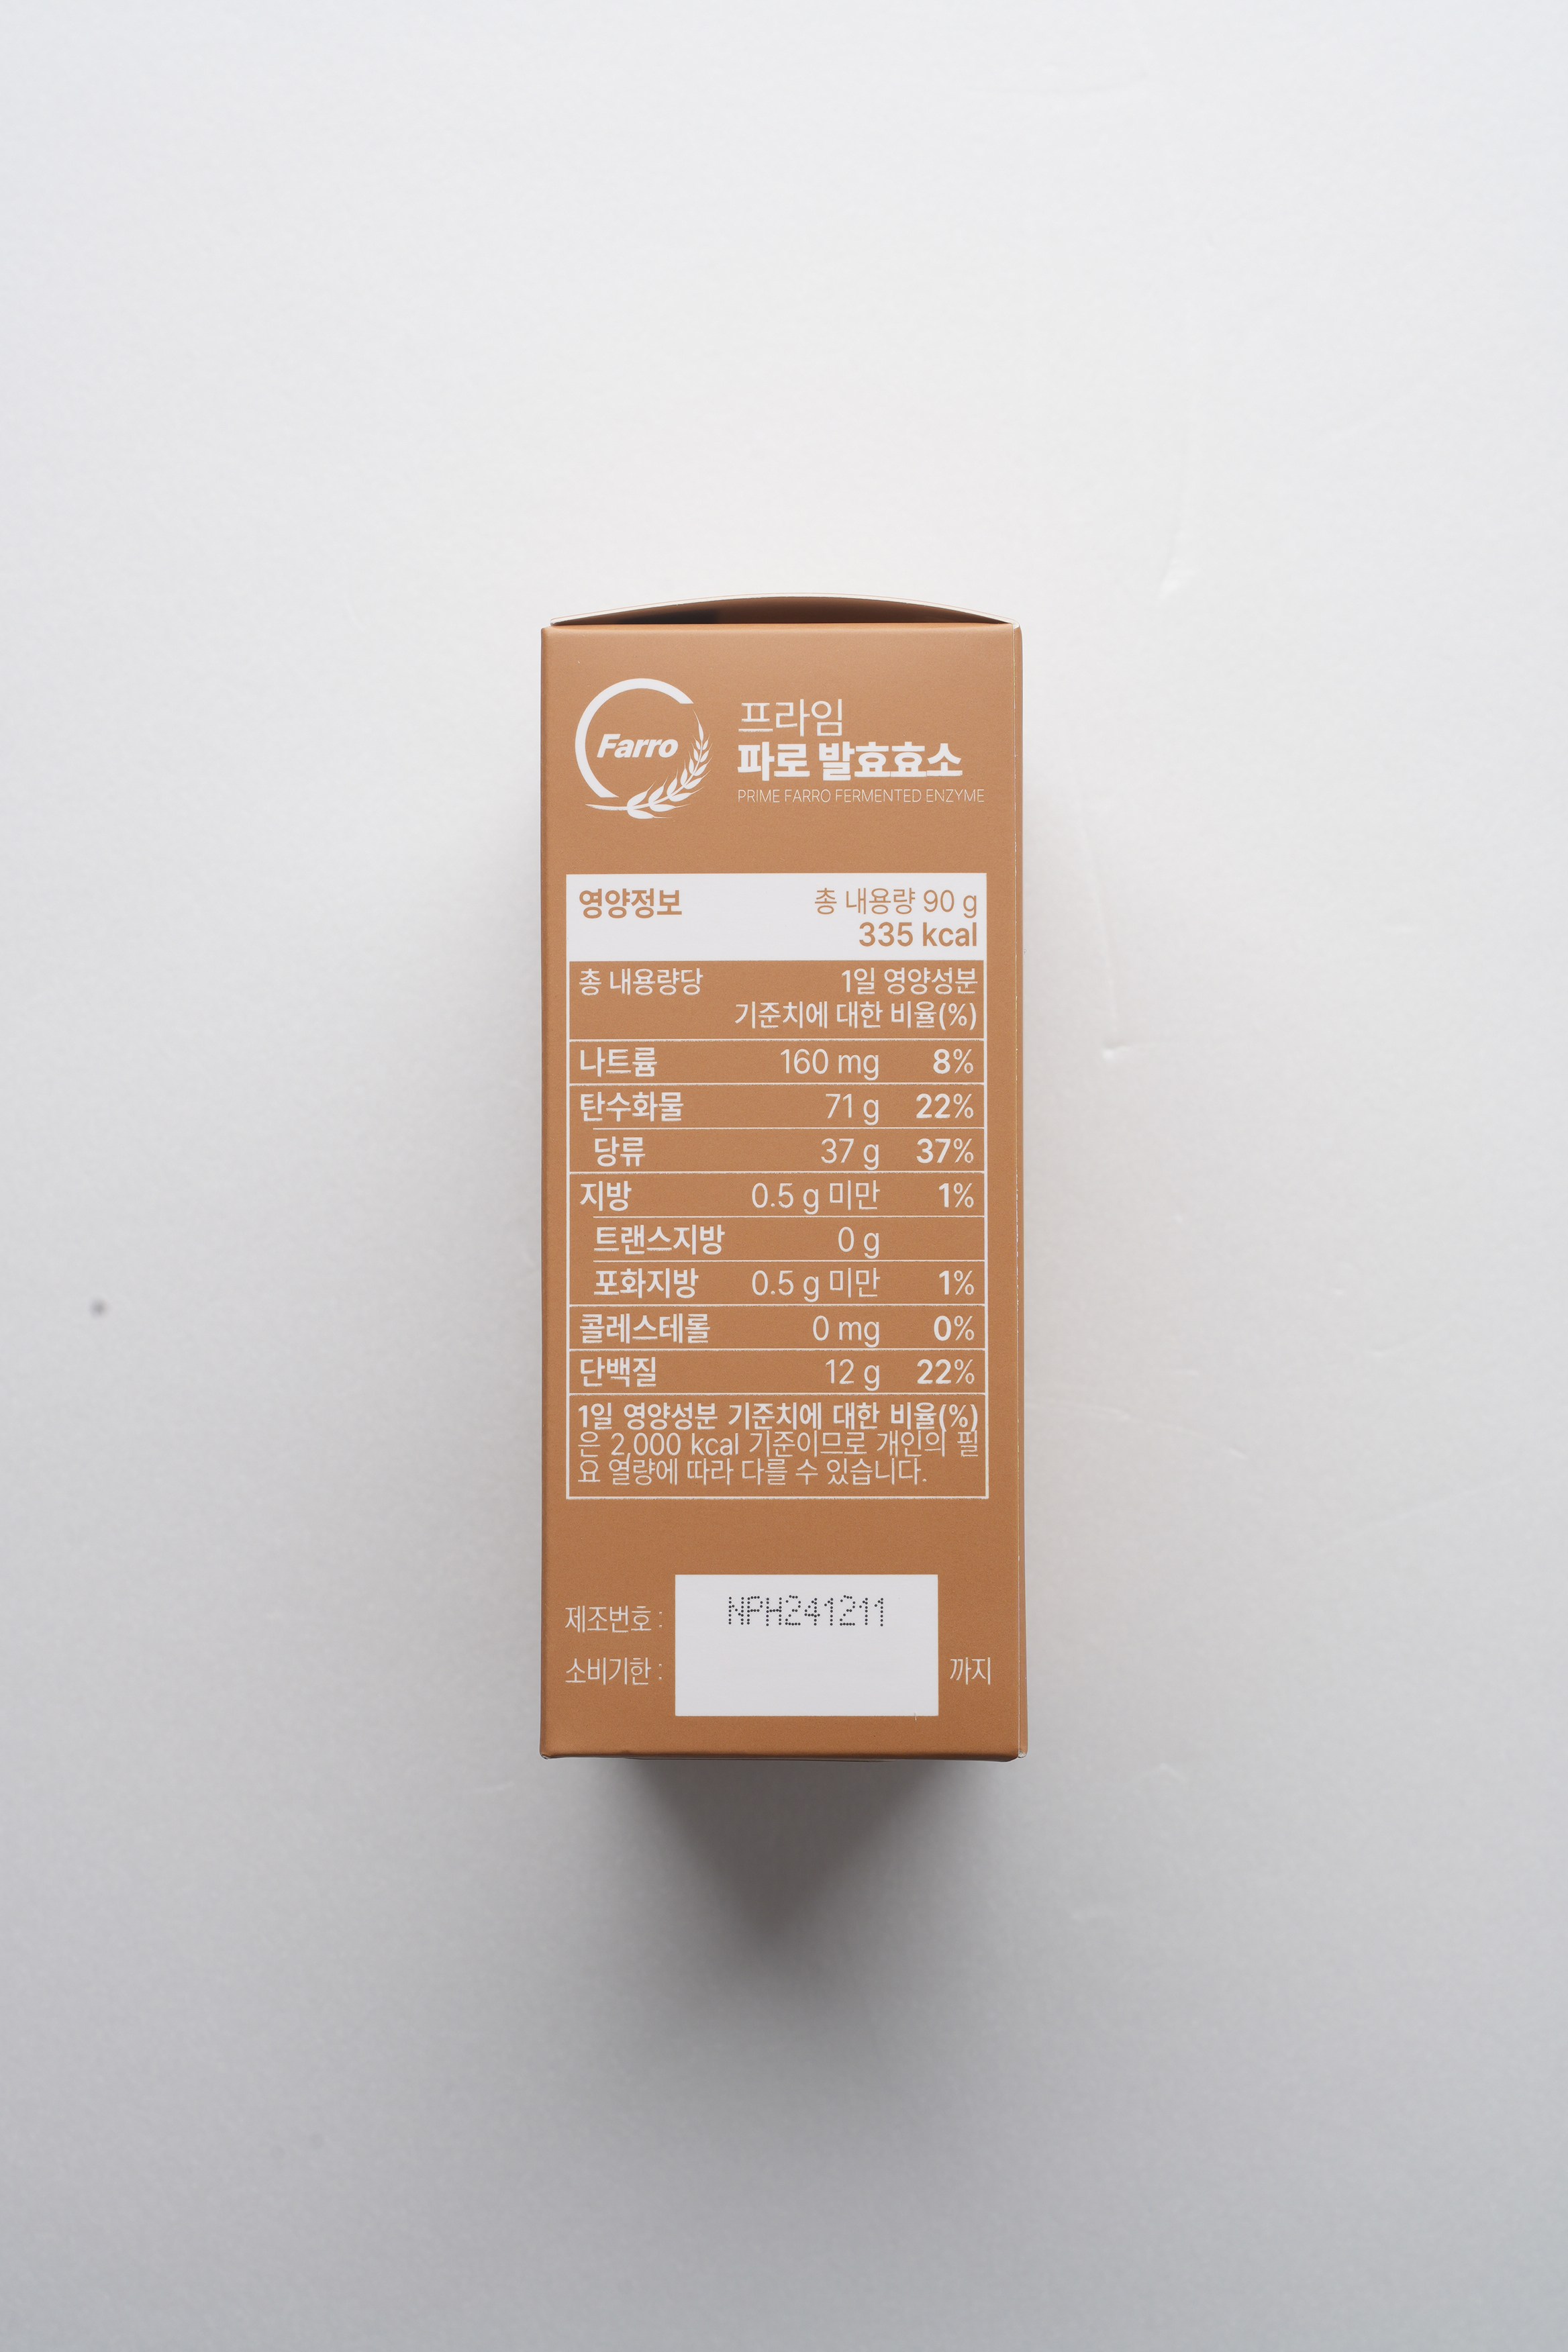 Farro
프라임
파로 발효효소
PRIME FARRO FERMENTED ENZYME
영양정보 총 내용량 90 g
335 kcal
총 내용량당 1일 영양성분
기준치에 대한 비율(%)
나트륨 160 mg 8%
탄수화물 71 g 22%
당류 37 g 37%
지방 0.5 g 미만 1%
트랜스지방 0 g
포화지방 0.5 g 미만 1%
콜레스테롤 0 mg 0%
단백질 12 g 22%
1일 영양성분 기준치에 대한 비율(%)
은 2,000 kcal 기준이므로 개인의 필
요 열량에 따라 다를 수 있습니다.
제조번호 : NPH241211
소비기한 : 까지